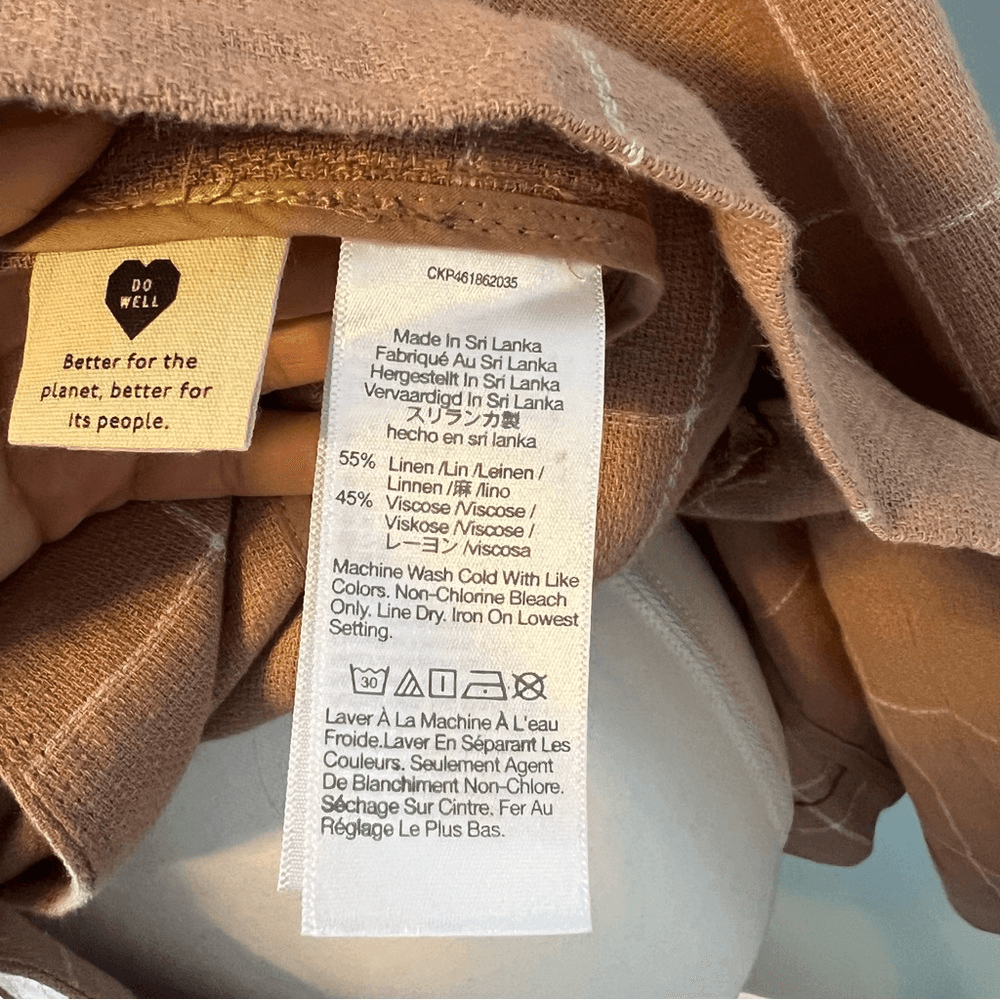 DO
WELL
Better for the
planet, better for
its people.
CKP461862035
Made In Sri Lanka
Fabriqué Au Sri Lanka
Hergestellt In Sri Lanka
Vervaardigd In Sri Lanka
スリランカ製
hecho en sri lanka
55% Linen /Lin /Leinen /
Linnen /麻 /lino
45% Viscose /Viscose /
Viskose /Viscose /
レーヨン /viscosa
Machine Wash Cold With Like
Colors. Non-Chlorine Bleach
Only. Line Dry. Iron On Lowest
Setting.
30
Laver À La Machine À L'eau
Froide.Laver En Séparant Les
Couleurs. Seulement Agent
De Blanchiment Non-Chlore.
Séchage Sur Cintre. Fer Au
Réglage Le Plus Bas.